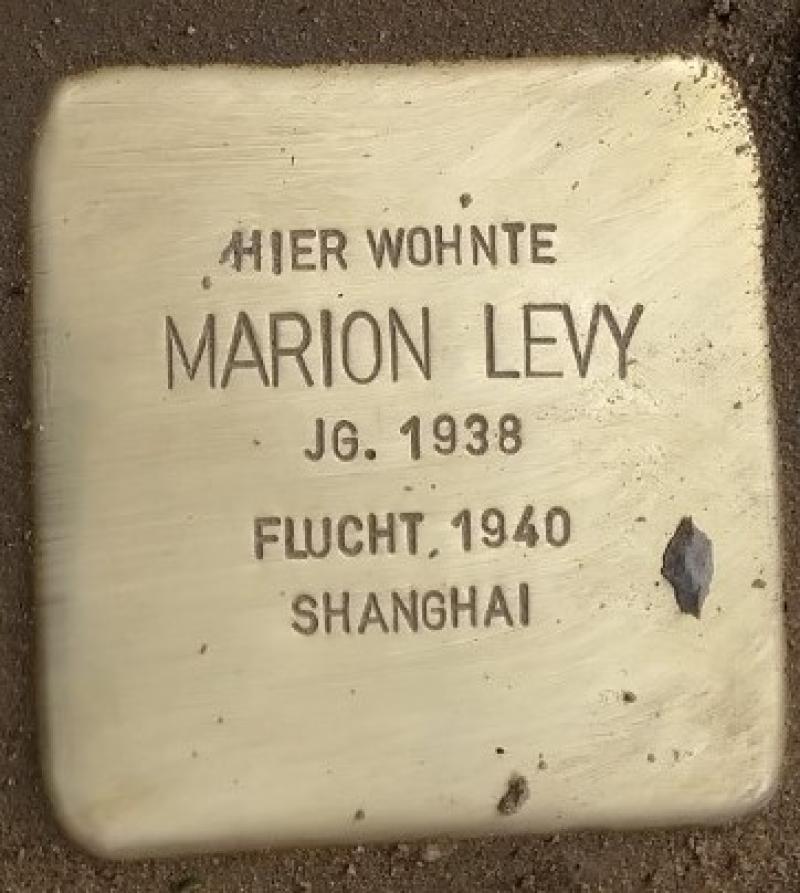 HIER WOHNTE
MARION LEVY
JG. 1938
FLUCHT 1940
SHANGHAI